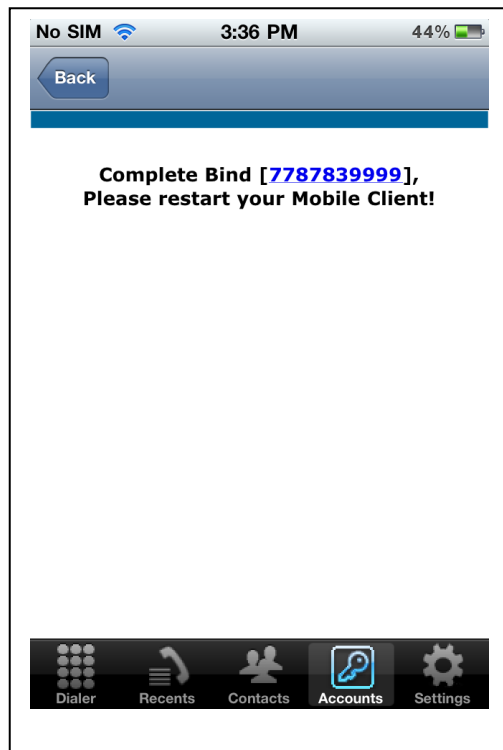 No SIM 3:36 PM 44%
Back
Complete Bind [7787839999],
Please restart your Mobile Client!
Dialer Recents Contacts Accounts Settings